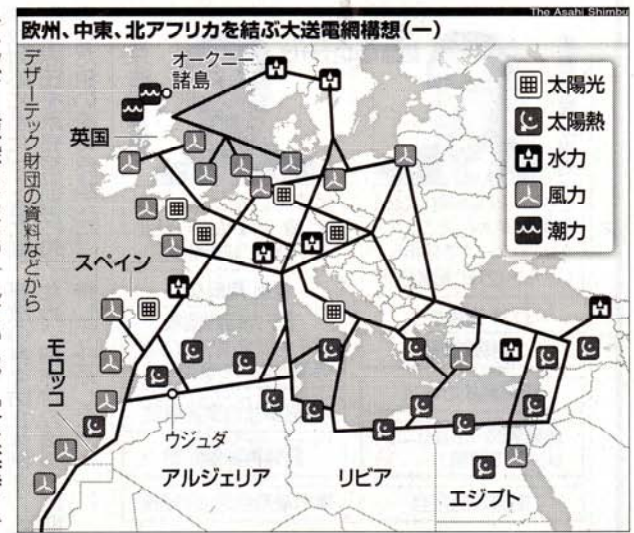 The Asahi Shimbu
欧州、中東、北アフリカを結ぶ大送電網構想(━)
デザーテック財団の資料などから
オークニー
諸島
英国
スペイン
モロッコ
ウジュダ
アルジェリア
リビア
エジプト
太陽光
太陽熱
水力
風力
潮力